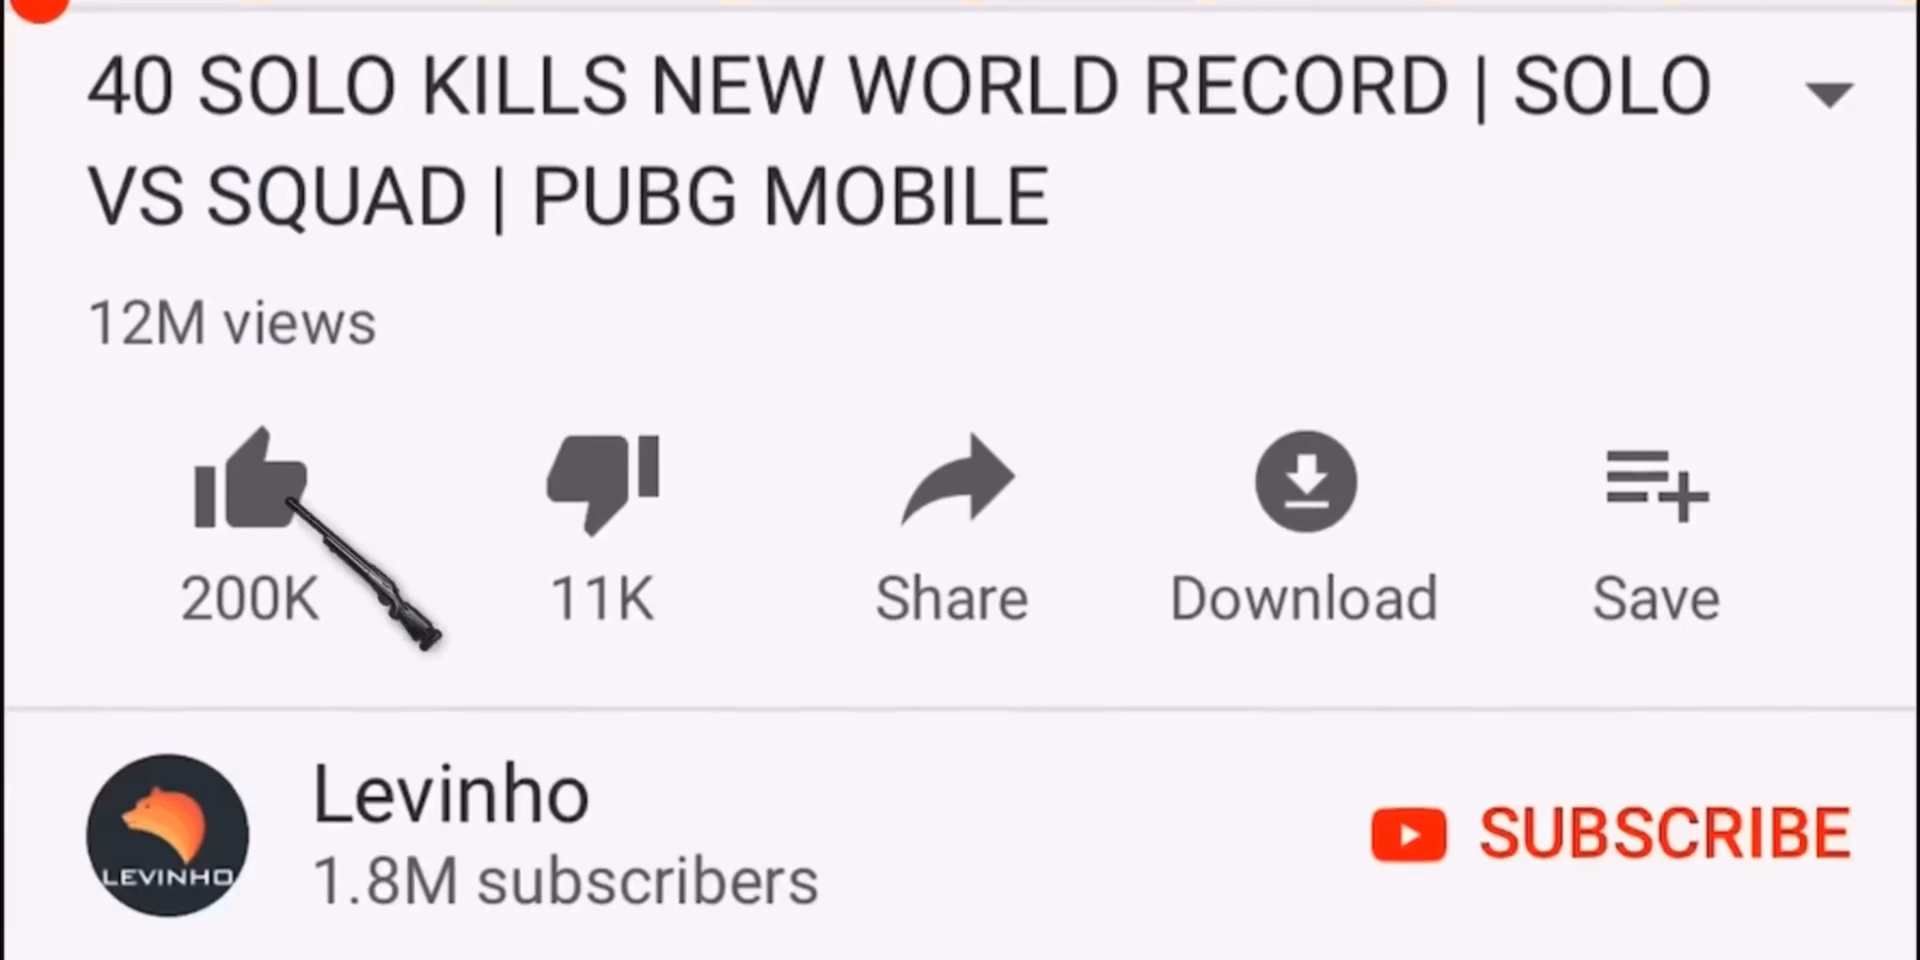 40 SOLO KILLS NEW WORLD RECORD | SOLO
VS SQUAD | PUBG MOBILE
12M views
200K
11K
Share
Download
Save
LEVINHO
Levinho
1.8M subscribers
SUBSCRIBE